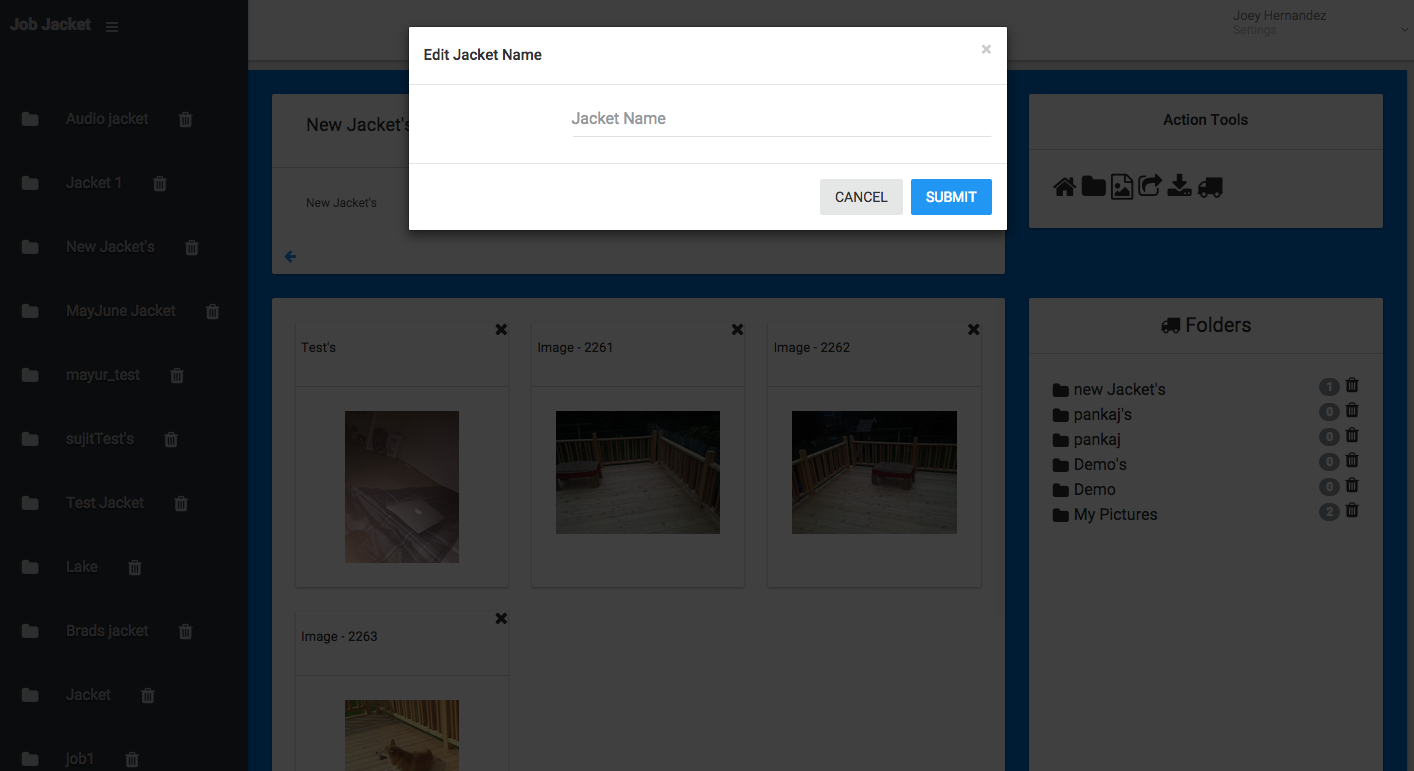 Job Jacket
Joey Hernandez
Settings
Edit Jacket Name
×
Jacket Name
CANCEL
SUBMIT
Audio jacket
Jacket 1
New Jacket's
MayJune Jacket
mayur_test
sujitTest's
Test Jacket
Lake
Brads jacket
Jacket
job1
New Jacket's
New Jacket's
Test's
Image - 2261
Image - 2262
Image - 2263
Action Tools
Folders
new Jacket's 1
pankaj's 0
pankaj 0
Demo's 0
Demo 0
My Pictures 2